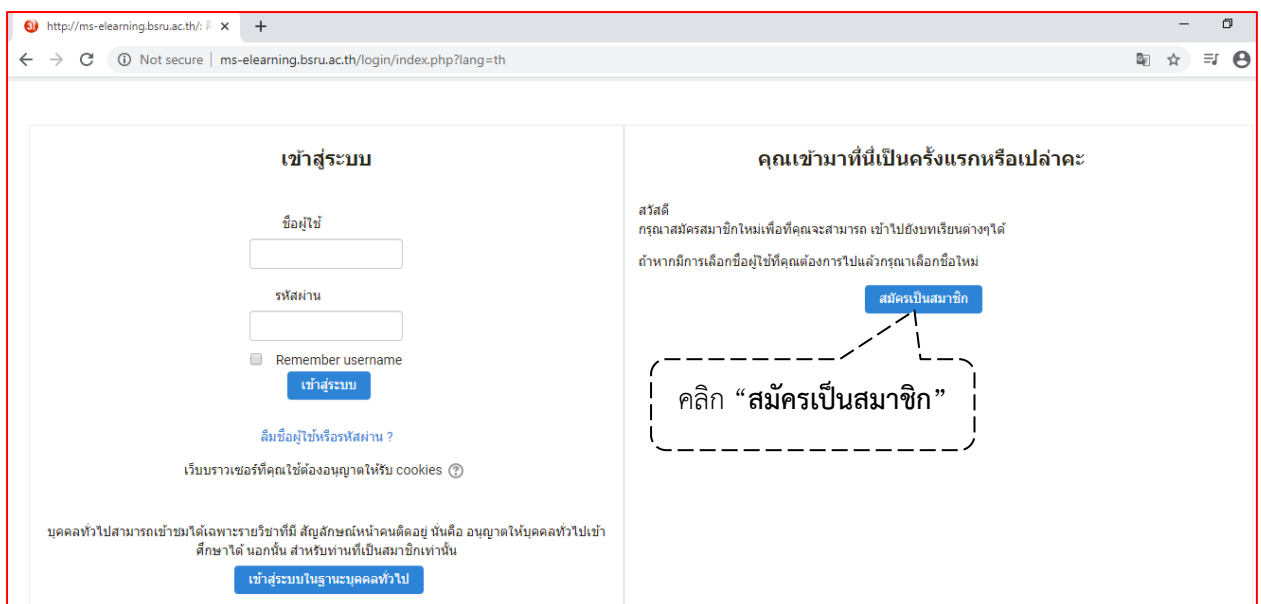 http://ms-elearning.bsru.ac.th/: 
Not secure | ms-elearning.bsru.ac.th/login/index.php?lang=th
เข้าสู่ระบบ
ชื่อผู้ใช้
รหัสผ่าน
Remember username
เข้าสู่ระบบ
ลืมชื่อผู้ใช้หรือรหัสผ่าน ?
เว็บบราวเซอร์ที่คุณใช้ต้องอนุญาตให้รับ cookies
บุคคลทั่วไปสามารถเข้าชมได้เฉพาะรายวิชาที่มี สัญลักษณ์หน้าคนติดอยู่ นั่นคือ อนุญาตให้บุคคลทั่วไปเข้า
ศึกษาได้ นอกนั้น สำหรับท่านที่เป็นสมาชิกเท่านั้น
เข้าสู่ระบบในฐานะบุคคลทั่วไป
คุณเข้ามาที่นี่เป็นครั้งแรกหรือเปล่าคะ
สวัสดี
กรุณาสมัครสมาชิกใหม่เพื่อที่คุณจะสามารถ เข้าไปยังบทเรียนต่างๆได้
ถ้าหากมีการเลือกชื่อผู้ใช้ที่คุณต้องการไปแล้วกรุณาเลือกชื่อใหม่
สมัครเป็นสมาชิก
คลิก “สมัครเป็นสมาชิก”